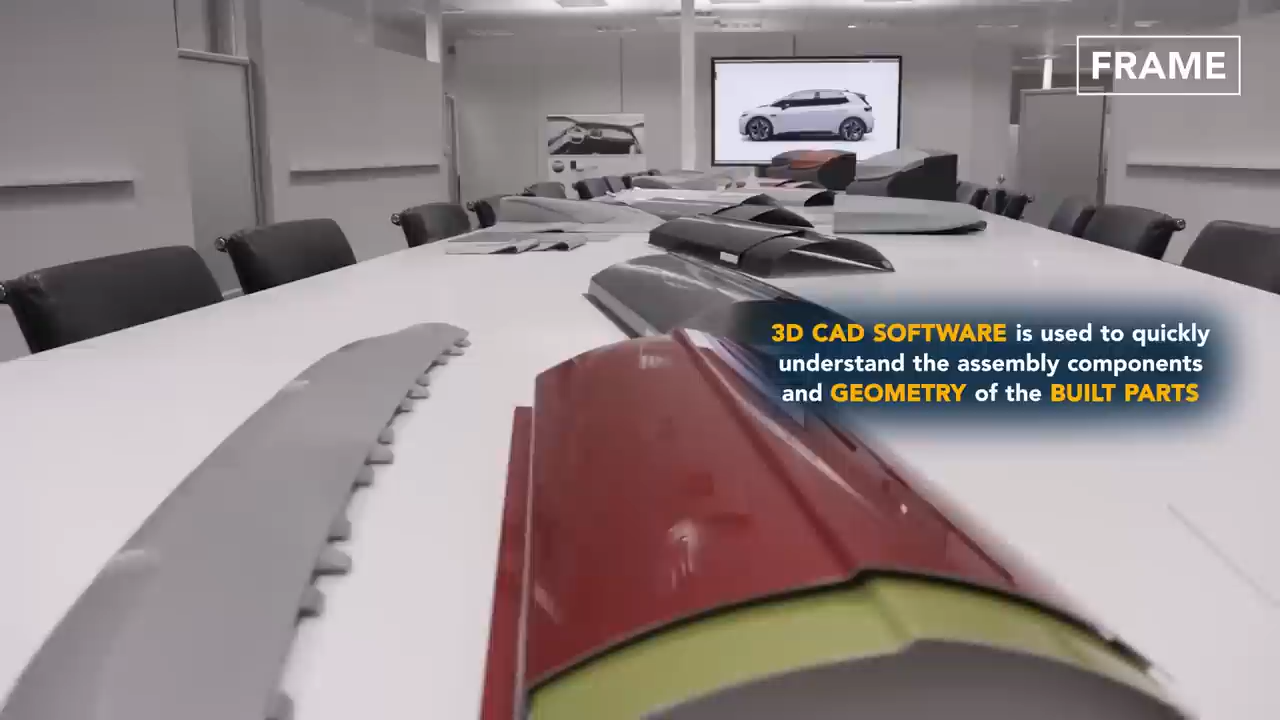 FRAME
3D CAD SOFTWARE is used to quickly
understand the assembly components
and GEOMETRY of the BUILT PARTS